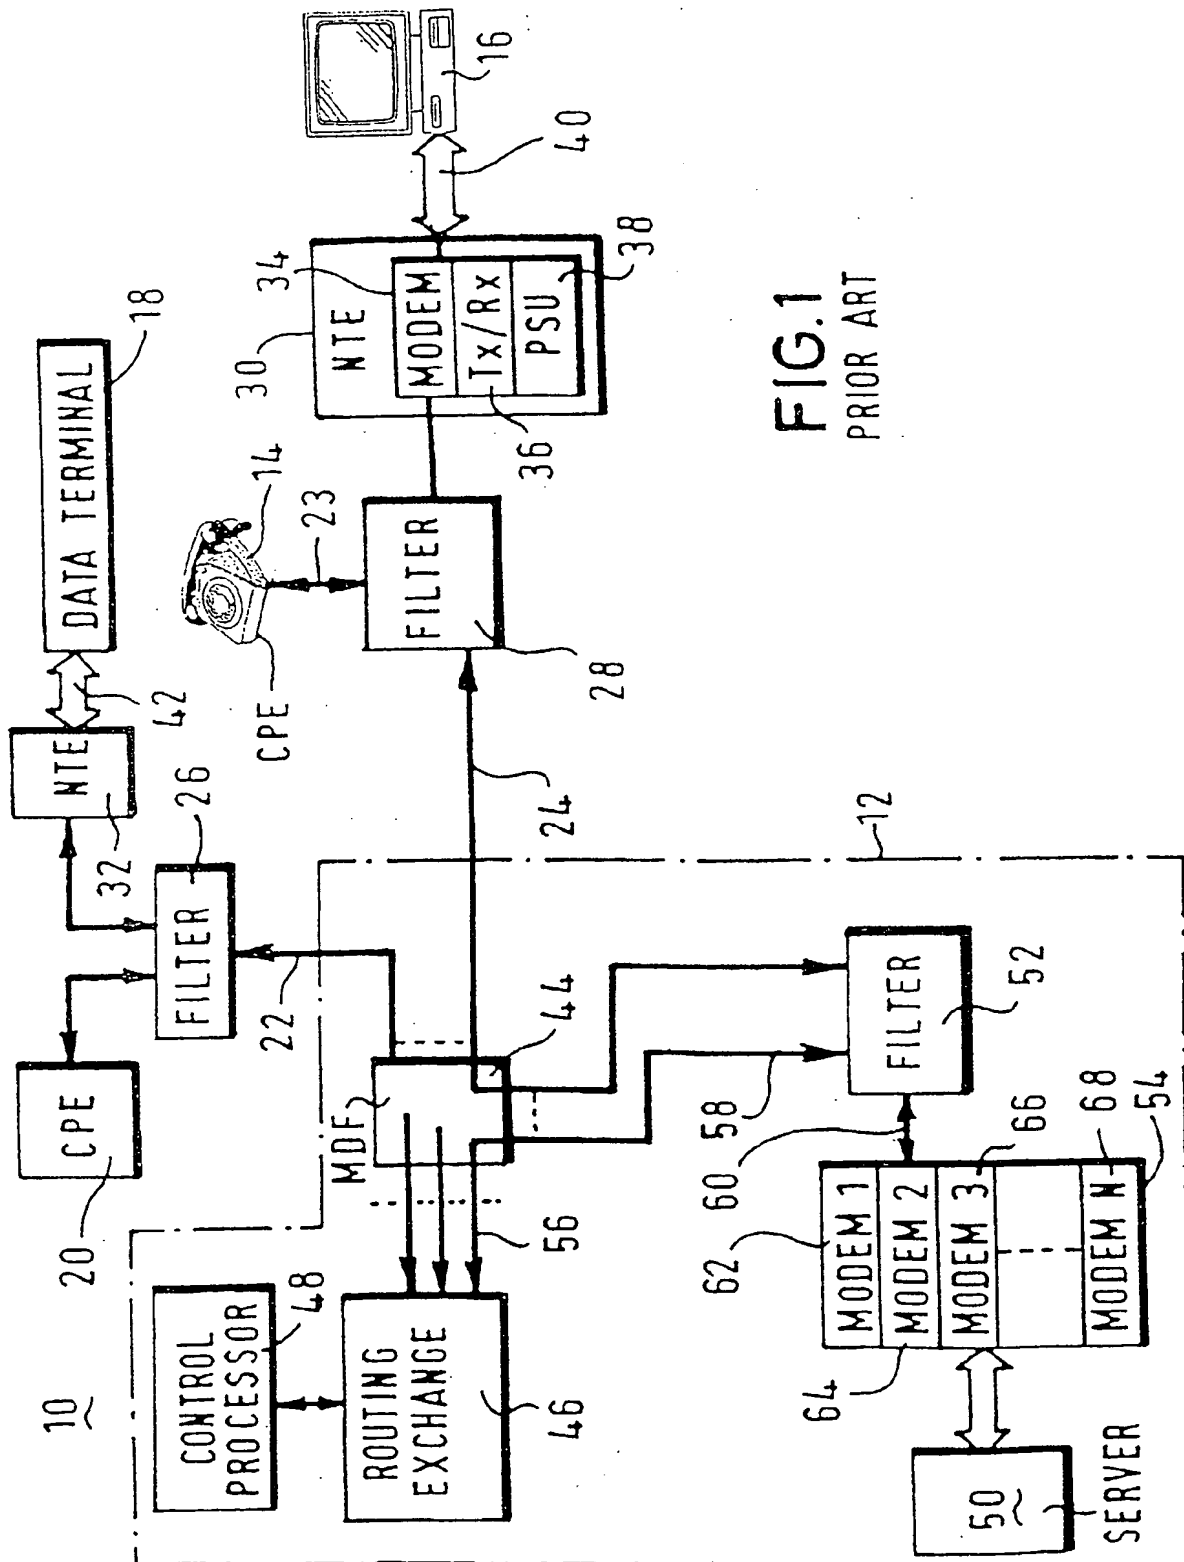 10
CONTROL
PROCESSOR
48
ROUTING
EXCHANGE
46
20
CPE
FILTER
26
22
32
NTE
42
DATA TERMINAL
18
MDF
44
56
24
CPE
14
23
FILTER
28
30
NTE
34
MODEM
Tx/Rx
PSU
36
38
40
16
12
58
FILTER
52
60
62
MODEM 1
MODEM 2
MODEM 3
MODEM N
64
66
68
54
50
SERVER
FIG.1
PRIOR ART